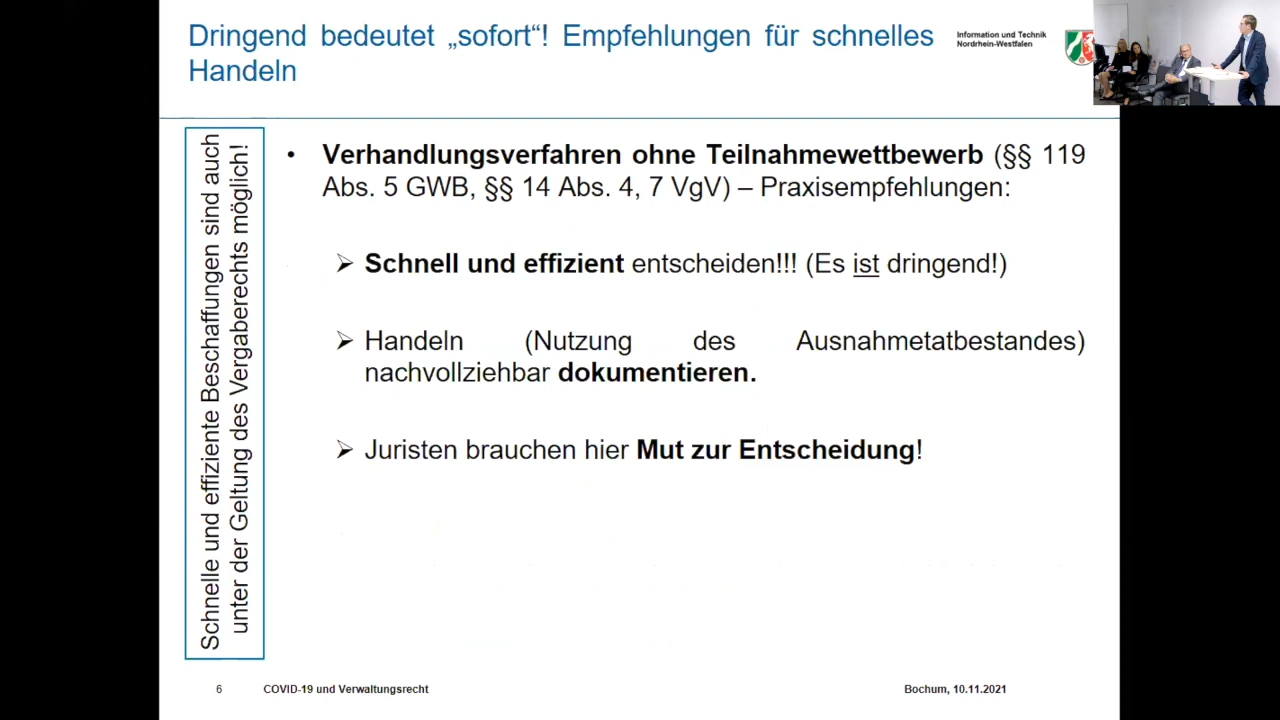 Dringend bedeutet „sofort“! Empfehlungen für schnelles
Handeln
Information und Technik
Nordrhein-Westfalen
Schnelle und effiziente Beschaffungen sind auch
unter der Geltung des Vergaberechts möglich!
• Verhandlungsverfahren ohne Teilnahmewettbewerb (§§ 119
Abs. 5 GWB, §§ 14 Abs. 4, 7 VgV) – Praxisempfehlungen:
➢ Schnell und effizient entscheiden!!! (Es ist dringend!)
➢ Handeln (Nutzung des Ausnahmetatbestandes)
nachvollziehbar dokumentieren.
➢ Juristen brauchen hier Mut zur Entscheidung!
6 COVID-19 und Verwaltungsrecht Bochum, 10.11.2021